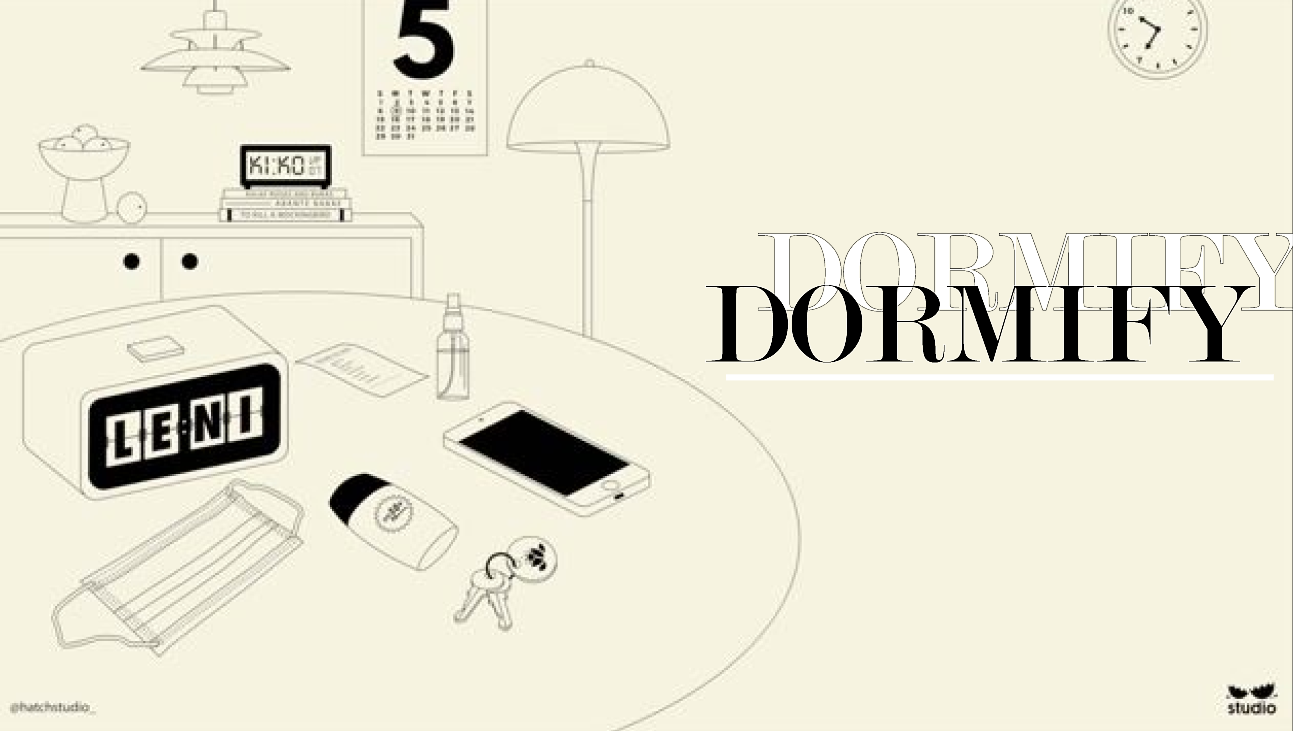 5
S M T W T F S
1 2 3 4 5 6 7
8 9 10 11 12 13 14
15 16 17 18 19 20 21
22 23 24 25 26 27 28
29 30 31
10
7
KI:KO
TO KILL A MOCKINGBIRD
DORMIFY
DORMIFY
LE:NI
@hatchstudio_
studio